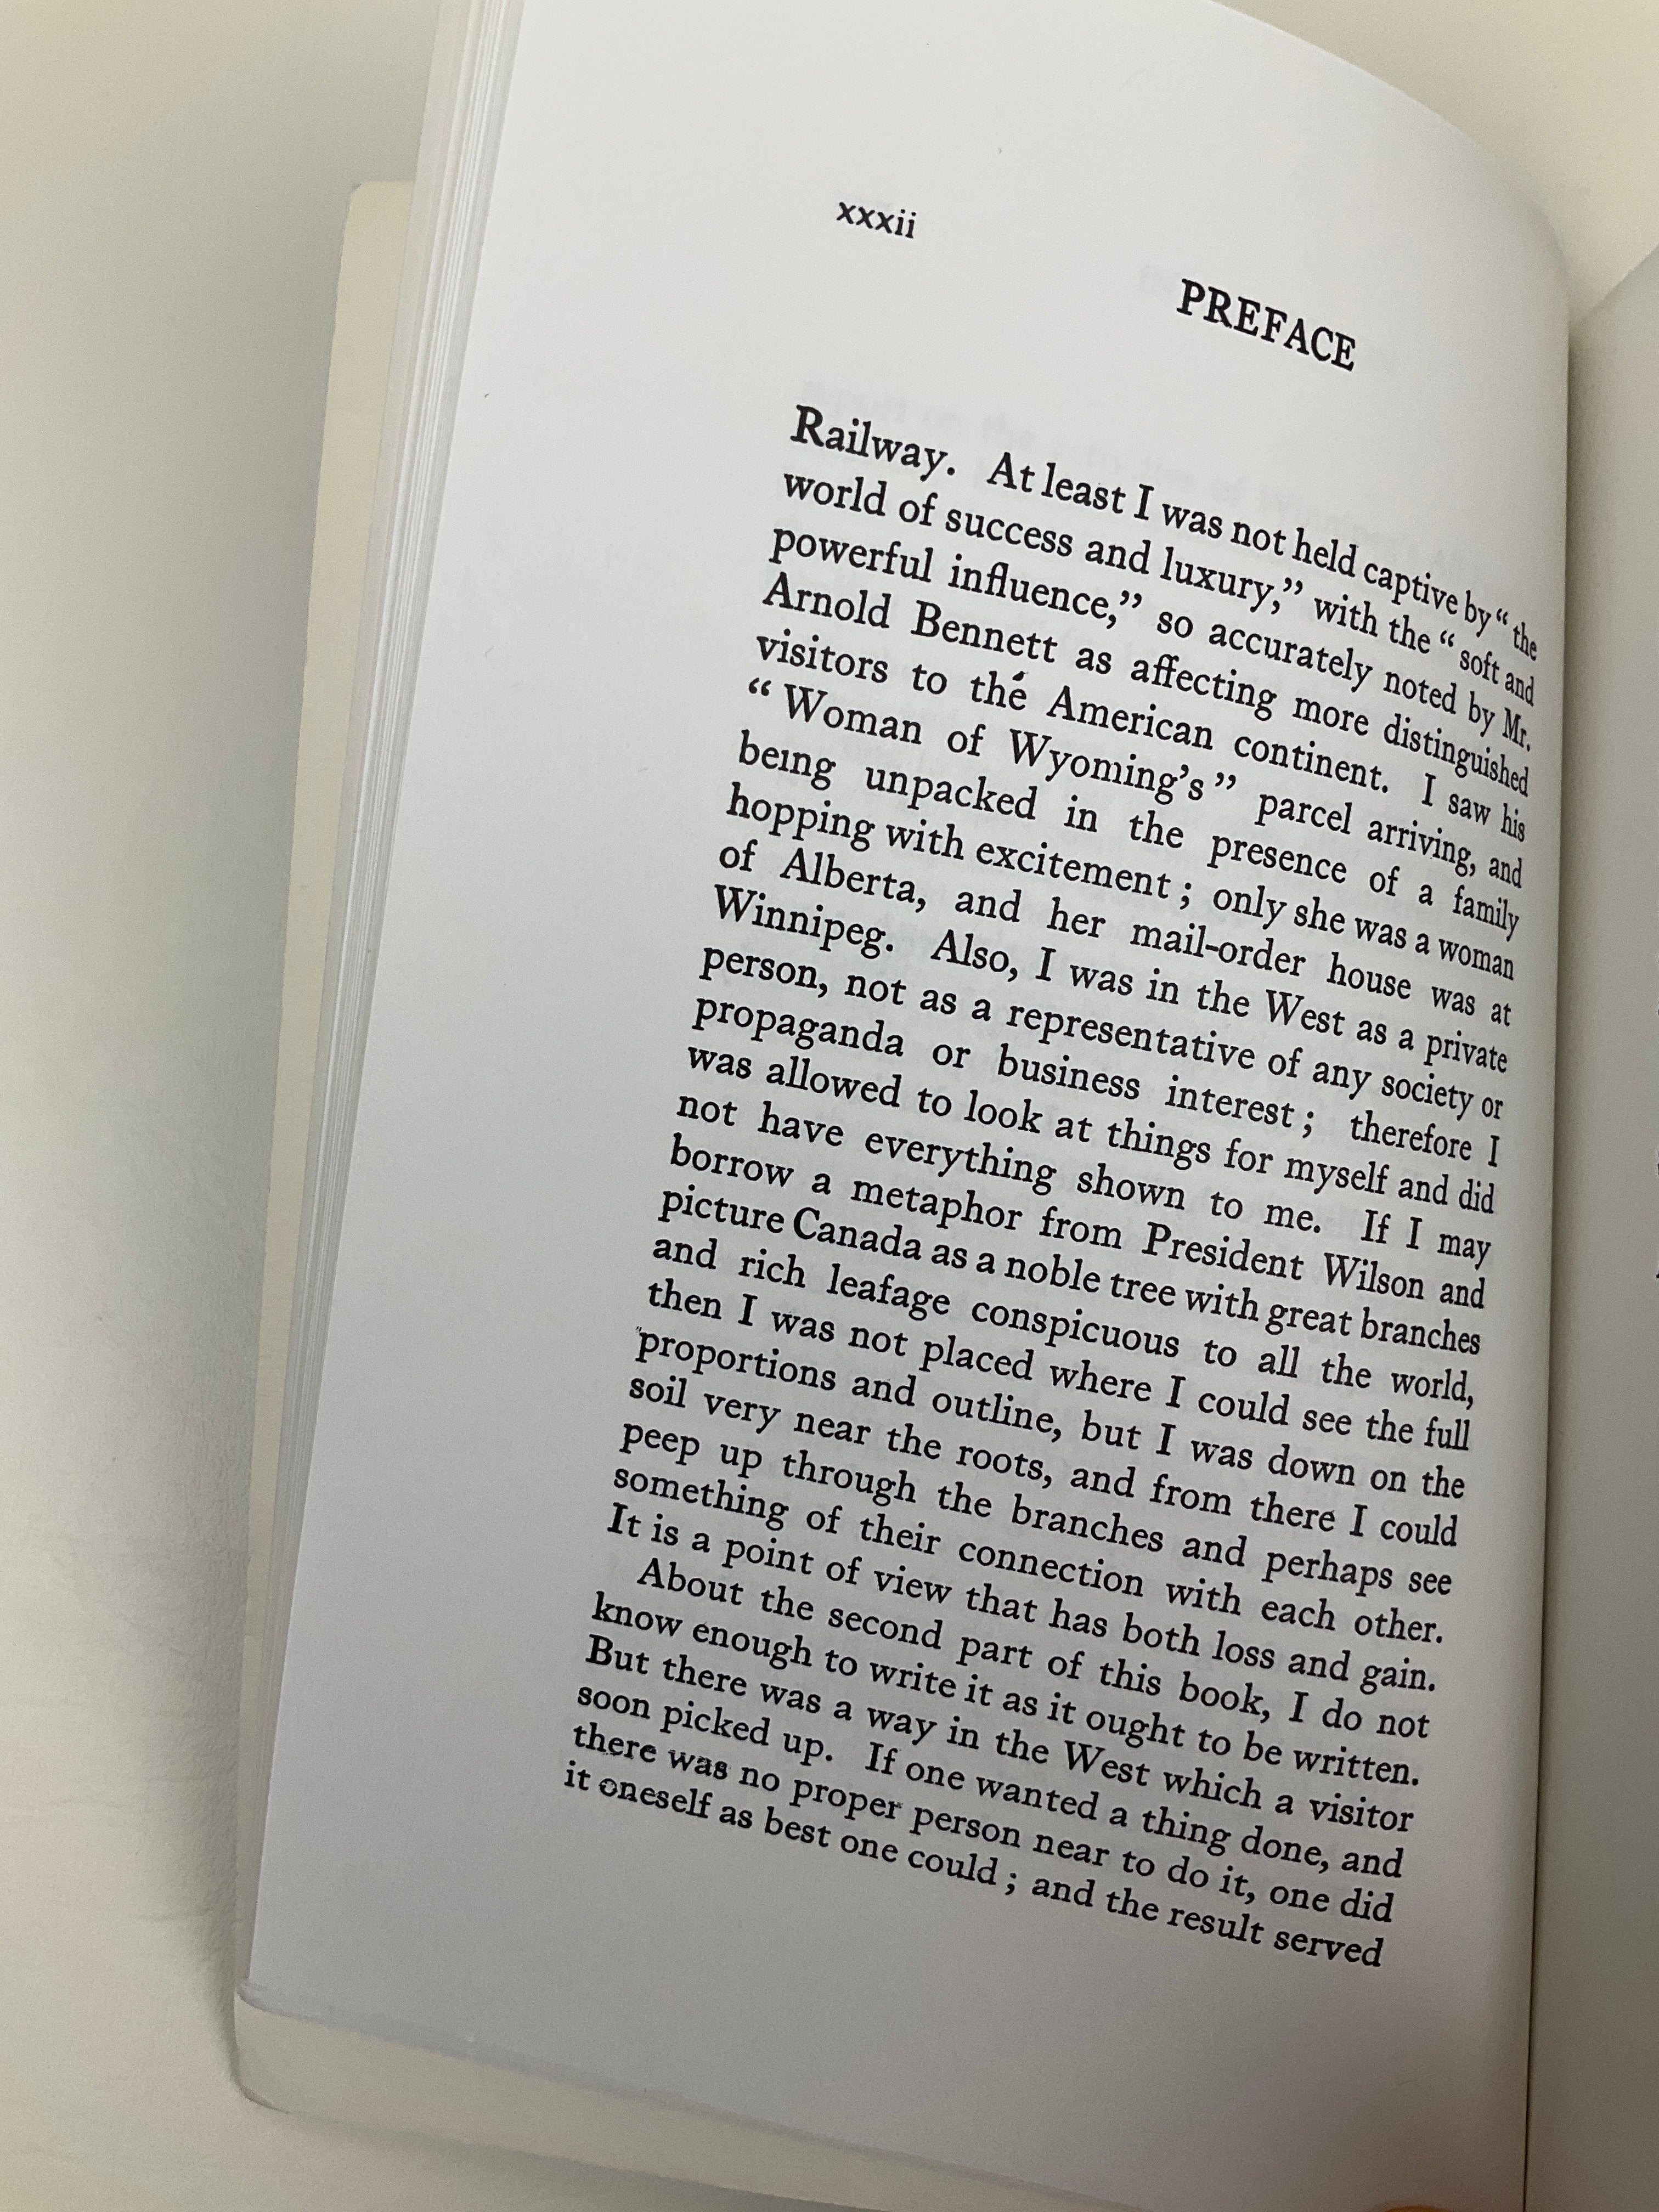 xxxii
PREFACE
Railway. At least I was not held captive by “ the
world of success and luxury,” with the “ soft and
powerful influence,” so accurately noted by Mr.
Arnold Bennett as affecting more distinguished
visitors to the American continent. I saw his
“ Woman of Wyoming’s ” parcel arriving, and
being unpacked in the presence of a family
hopping with excitement ; only she was a woman
of Alberta, and her mail-order house was at
Winnipeg. Also, I was in the West as a private
person, not as a representative of any society or
propaganda or business interest ; therefore I
was allowed to look at things for myself and did
not have everything shown to me. If I may
borrow a metaphor from President Wilson and
picture Canada as a noble tree with great branches
and rich leafage conspicuous to all the world,
then I was not placed where I could see the full
proportions and outline, but I was down on the
soil very near the roots, and from there I could
peep up through the branches and perhaps see
something of their connection with each other.
It is a point of view that has both loss and gain.
About the second part of this book, I do not
know enough to write it as it ought to be written.
But there was a way in the West which a visitor
soon picked up. If one wanted a thing done, and
there was no proper person near to do it, one did
it oneself as best one could ; and the result served